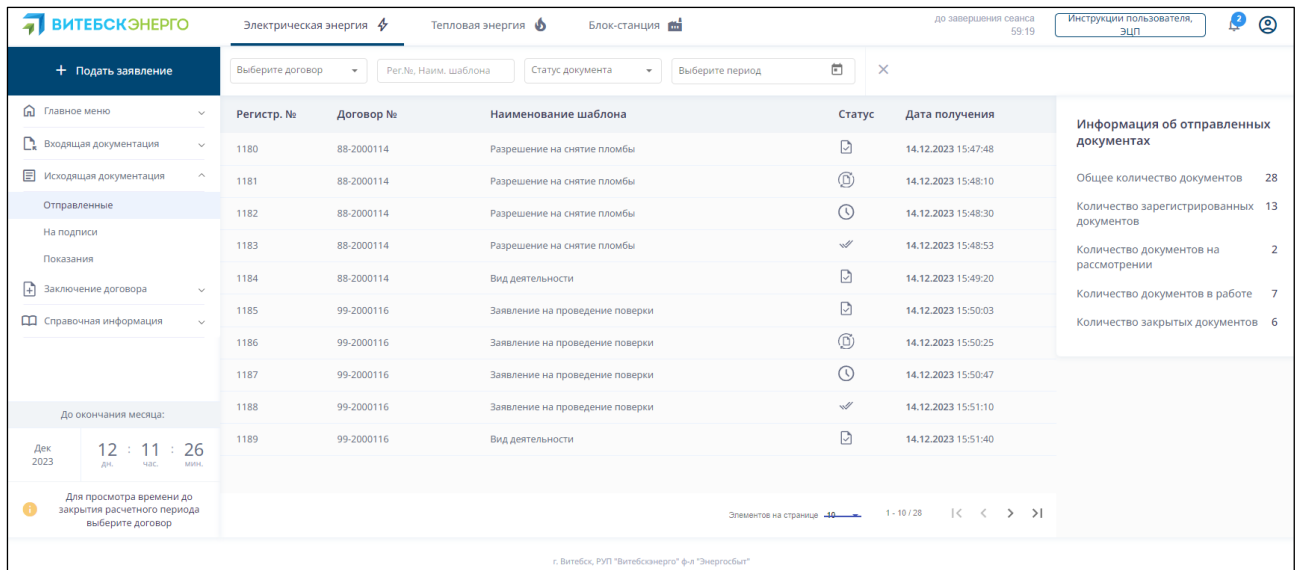 ВИТЕБСКЭНЕРГО
Электрическая энергия
Тепловая энергия
Блок-станция
до завершения сеанса
59:19
Инструкции пользователя,
ЭЦП
2
+ Подать заявление
Выберите договор
Рег.№, Наим. шаблона
Статус документа
Выберите период
Главное меню
Входящая документация
Исходящая документация
Отправленные
На подписи
Показания
Заключение договора
Справочная информация
До окончания месяца:
Дек 12 : 11 : 26
2023 дн. час. мин.
Для просмотра времени до
закрытия расчетного периода
выберите договор
Регистр. № Договор № Наименование шаблона Статус Дата получения
1180 88-2000114 Разрешение на снятие пломбы 14.12.2023 15:47:48
1181 88-2000114 Разрешение на снятие пломбы 14.12.2023 15:48:10
1182 88-2000114 Разрешение на снятие пломбы 14.12.2023 15:48:30
1183 88-2000114 Разрешение на снятие пломбы 14.12.2023 15:48:53
1184 88-2000114 Вид деятельности 14.12.2023 15:49:20
1185 99-2000116 Заявление на проведение поверки 14.12.2023 15:50:03
1186 99-2000116 Заявление на проведение поверки 14.12.2023 15:50:25
1187 99-2000116 Заявление на проведение поверки 14.12.2023 15:50:47
1188 99-2000116 Заявление на проведение поверки 14.12.2023 15:51:10
1189 99-2000116 Вид деятельности 14.12.2023 15:51:40
Элементов на странице 10 1 - 10 / 28
Информация об отправленных
документах
Общее количество документов 28
Количество зарегистрированных 13
документов
Количество документов на 2
рассмотрении
Количество документов в работе 7
Количество закрытых документов 6
г. Витебск, РУП "Витебскэнерго" ф-л "Энергосбыт"